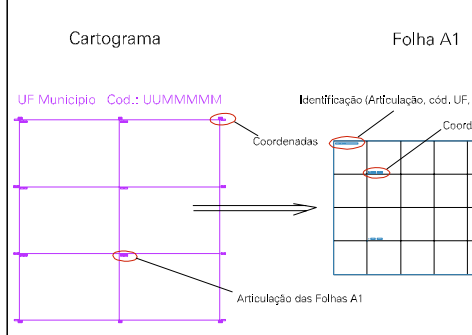 Cartograma
Folha A1
UF Municipio Cod.: UUMMMMM
Identificação (Articulação, cód. UF,
Coord
Coordenadas
Articulação das Folhas A1